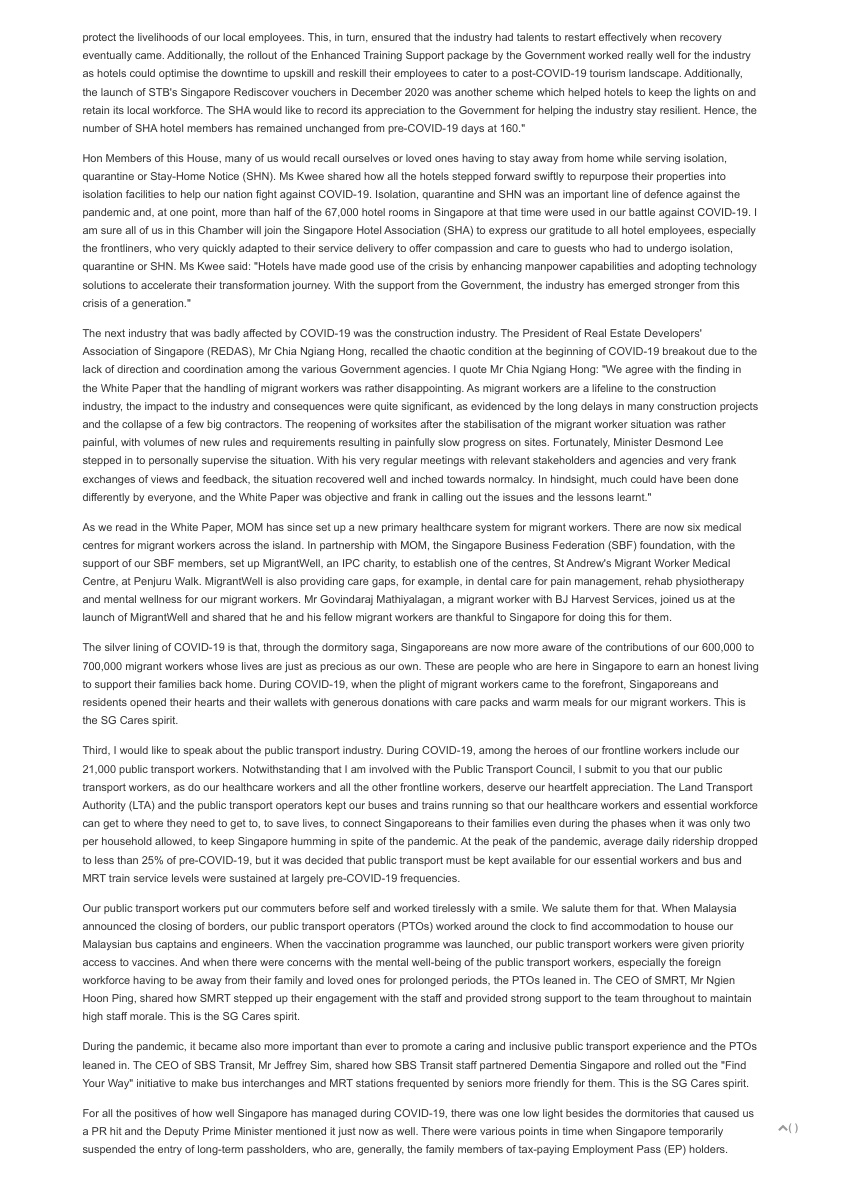 protect the livelihoods of our local employees. This, in turn, ensured that the industry had talents to restart effectively when recovery
eventually came. Additionally, the rollout of the Enhanced Training Support package by the Government worked really well for the industry
as hotels could optimise the downtime to upskill and reskill their employees to cater to a post-COVID-19 tourism landscape. Additionally,
the launch of STB's Singapore Rediscover vouchers in December 2020 was another scheme which helped hotels to keep the lights on and
retain its local workforce. The SHA would like to record its appreciation to the Government for helping the industry stay resilient. Hence, the
number of SHA hotel members has remained unchanged from pre-COVID-19 days at 160."
Hon Members of this House, many of us would recall ourselves or loved ones having to stay away from home while serving isolation,
quarantine or Stay-Home Notice (SHN). Ms Kwee shared how all the hotels stepped forward swiftly to repurpose their properties into
isolation facilities to help our nation fight against COVID-19. Isolation, quarantine and SHN was an important line of defence against the
pandemic and, at one point, more than half of the 67,000 hotel rooms in Singapore at that time were used in our battle against COVID-19. I
am sure all of us in this Chamber will join the Singapore Hotel Association (SHA) to express our gratitude to all hotel employees, especially
the frontliners, who very quickly adapted to their service delivery to offer compassion and care to guests who had to undergo isolation,
quarantine or SHN. Ms Kwee said: "Hotels have made good use of the crisis by enhancing manpower capabilities and adopting technology
solutions to accelerate their transformation journey. With the support from the Government, the industry has emerged stronger from this
crisis of a generation."
The next industry that was badly affected by COVID-19 was the construction industry. The President of Real Estate Developers'
Association of Singapore (REDAS), Mr Chia Ngiang Hong, recalled the chaotic condition at the beginning of COVID-19 breakout due to the
lack of direction and coordination among the various Government agencies. I quote Mr Chia Ngiang Hong: "We agree with the finding in
the White Paper that the handling of migrant workers was rather disappointing. As migrant workers are a lifeline to the construction
industry, the impact to the industry and consequences were quite significant, as evidenced by the long delays in many construction projects
and the collapse of a few big contractors. The reopening of worksites after the stabilisation of the migrant worker situation was rather
painful, with volumes of new rules and requirements resulting in painfully slow progress on sites. Fortunately, Minister Desmond Lee
stepped in to personally supervise the situation. With his very regular meetings with relevant stakeholders and agencies and very frank
exchanges of views and feedback, the situation recovered well and inched towards normalcy. In hindsight, much could have been done
differently by everyone, and the White Paper was objective and frank in calling out the issues and the lessons learnt."
As we read in the White Paper, MOM has since set up a new primary healthcare system for migrant workers. There are now six medical
centres for migrant workers across the island. In partnership with MOM, the Singapore Business Federation (SBF) foundation, with the
support of our SBF members, set up MigrantWell, an IPC charity, to establish one of the centres, St Andrew's Migrant Worker Medical
Centre, at Penjuru Walk. MigrantWell is also providing care gaps, for example, in dental care for pain management, rehab physiotherapy
and mental wellness for our migrant workers. Mr Govindaraj Mathiyalagan, a migrant worker with BJ Harvest Services, joined us at the
launch of MigrantWell and shared that he and his fellow migrant workers are thankful to Singapore for doing this for them.
The silver lining of COVID-19 is that, through the dormitory saga, Singaporeans are now more aware of the contributions of our 600,000 to
700,000 migrant workers whose lives are just as precious as our own. These are people who are here in Singapore to earn an honest living
to support their families back home. During COVID-19, when the plight of migrant workers came to the forefront, Singaporeans and
residents opened their hearts and their wallets with generous donations with care packs and warm meals for our migrant workers. This is
the SG Cares spirit.
Third, I would like to speak about the public transport industry. During COVID-19, among the heroes of our frontline workers include our
21,000 public transport workers. Notwithstanding that I am involved with the Public Transport Council, I submit to you that our public
transport workers, as do our healthcare workers and all the other frontline workers, deserve our heartfelt appreciation. The Land Transport
Authority (LTA) and the public transport operators kept our buses and trains running so that our healthcare workers and essential workforce
can get to where they need to get to, to save lives, to connect Singaporeans to their families even during the phases when it was only two
per household allowed, to keep Singapore humming in spite of the pandemic. At the peak of the pandemic, average daily ridership dropped
to less than 25% of pre-COVID-19, but it was decided that public transport must be kept available for our essential workers and bus and
MRT train service levels were sustained at largely pre-COVID-19 frequencies.
Our public transport workers put our commuters before self and worked tirelessly with a smile. We salute them for that. When Malaysia
announced the closing of borders, our public transport operators (PTOs) worked around the clock to find accommodation to house our
Malaysian bus captains and engineers. When the vaccination programme was launched, our public transport workers were given priority
access to vaccines. And when there were concerns with the mental well-being of the public transport workers, especially the foreign
workforce having to be away from their family and loved ones for prolonged periods, the PTOs leaned in. The CEO of SMRT, Mr Ngien
Hoon Ping, shared how SMRT stepped up their engagement with the staff and provided strong support to the team throughout to maintain
high staff morale. This is the SG Cares spirit.
During the pandemic, it became also more important than ever to promote a caring and inclusive public transport experience and the PTOs
leaned in. The CEO of SBS Transit, Mr Jeffrey Sim, shared how SBS Transit staff partnered Dementia Singapore and rolled out the "Find
Your Way" initiative to make bus interchanges and MRT stations frequented by seniors more friendly for them. This is the SG Cares spirit.
For all the positives of how well Singapore has managed during COVID-19, there was one low light besides the dormitories that caused us
a PR hit and the Deputy Prime Minister mentioned it just now as well. There were various points in time when Singapore temporarily
suspended the entry of long-term passholders, who are, generally, the family members of tax-paying Employment Pass (EP) holders.
( )